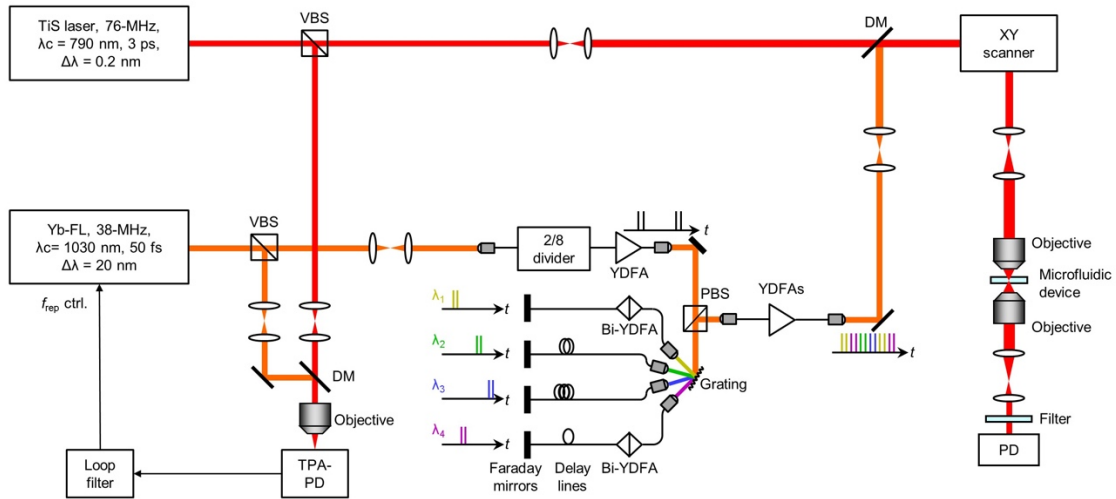 TiS laser, 76-MHz,
λc = 790 nm, 3 ps,
Δλ = 0.2 nm
VBS
DM
XY
scanner
Yb-FL, 38-MHz,
λc= 1030 nm, 50 fs
Δλ = 20 nm
VBS
2/8
divider
YDFA
t
PBS
YDFAs
t
Objective
Microfluidic
device
Objective
f rep ctrl.
λ1
t
Bi-YDFA
λ2
t
λ3
t
Grating
λ4
t
Bi-YDFA
Faraday
mirrors
Delay
lines
DM
Objective
Loop
filter
TPA-
PD
Filter
PD